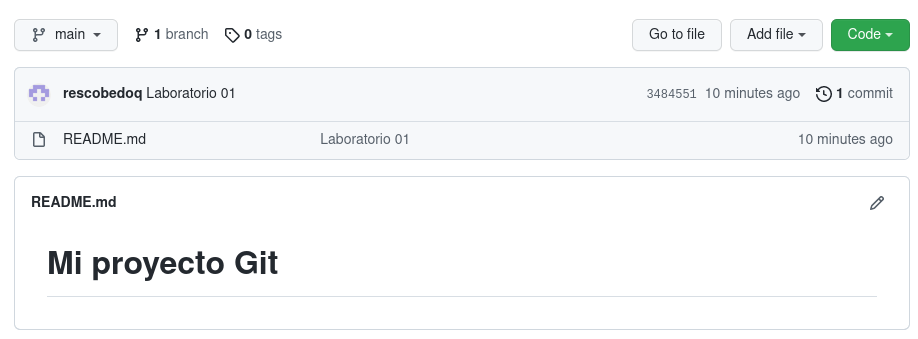 main 1 branch 0 tags Go to file Add file Code
rescobedoq Laboratorio 01 3484551 10 minutes ago 1 commit
README.md Laboratorio 01 10 minutes ago
README.md
Mi proyecto Git